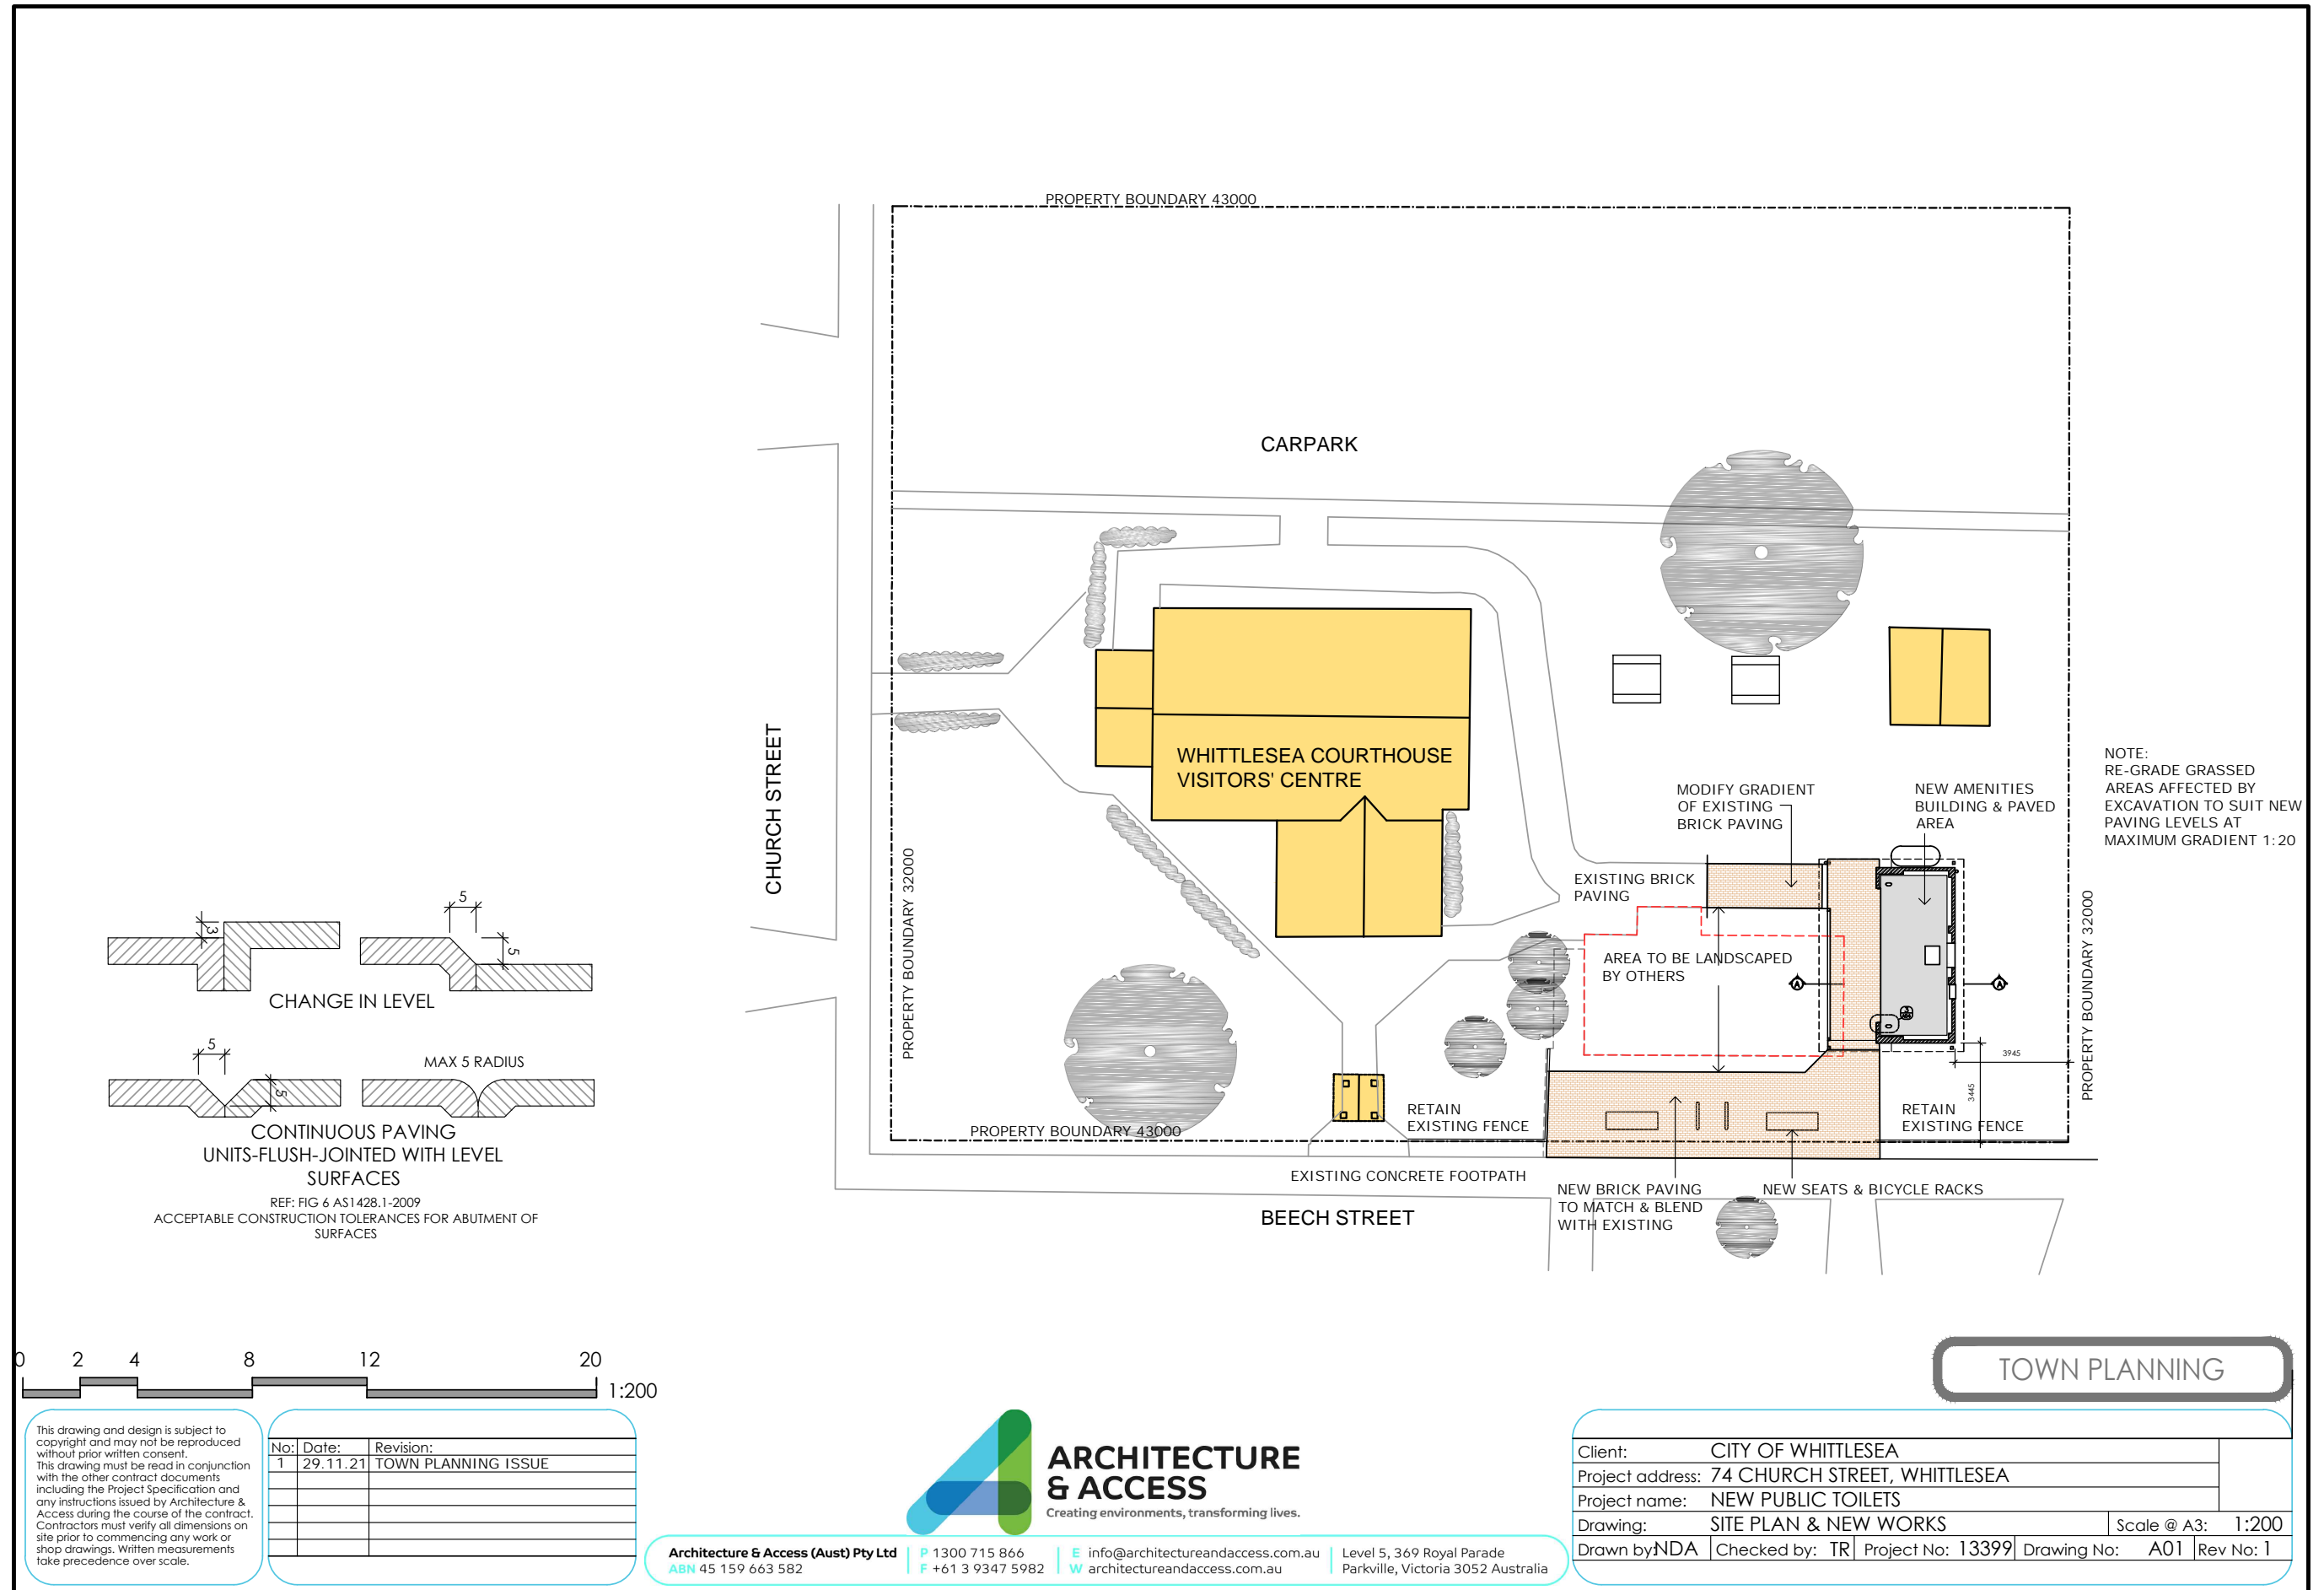 PROPERTY BOUNDARY 43000
CARPARK
CHURCH STREET
WHITTLESEA COURTHOUSE
VISITORS' CENTRE
PROPERTY BOUNDARY 32000
MODIFY GRADIENT
OF EXISTING
BRICK PAVING
NEW AMENITIES
BUILDING & PAVED
AREA
NOTE:
RE-GRADE GRASSED
AREAS AFFECTED BY
EXCAVATION TO SUIT NEW
PAVING LEVELS AT
MAXIMUM GRADIENT 1:20
EXISTING BRICK
PAVING
AREA TO BE LANDSCAPED
BY OTHERS
A
A
PROPERTY BOUNDARY 32000
3945
3445
RETAIN
EXISTING FENCE
RETAIN
EXISTING FENCE
PROPERTY BOUNDARY 43000
EXISTING CONCRETE FOOTPATH
BEECH STREET
NEW BRICK PAVING
TO MATCH & BLEND
WITH EXISTING
NEW SEATS & BICYCLE RACKS
3
5
5
CHANGE IN LEVEL
5
5
MAX 5 RADIUS
CONTINUOUS PAVING
UNITS-FLUSH-JOINTED WITH LEVEL
SURFACES
REF: FIG 6 AS1428.1-2009
ACCEPTABLE CONSTRUCTION TOLERANCES FOR ABUTMENT OF
SURFACES
0 2 4 8 12 20
1:200
TOWN PLANNING
This drawing and design is subject to
copyright and may not be reproduced
without prior written consent.
This drawing must be read in conjunction
with the other contract documents
including the Project Specification and
any instructions issued by Architecture &
Access during the course of the contract.
Contractors must verify all dimensions on
site prior to commencing any work or
shop drawings. Written measurements
take precedence over scale.
No: Date: Revision:
1 29.11.21 TOWN PLANNING ISSUE
ARCHITECTURE
& ACCESS
Creating environments, transforming lives.
Architecture & Access (Aust) Pty Ltd
ABN 45 159 663 582
P 1300 715 866
F +61 3 9347 5982
E info@architectureandaccess.com.au
W architectureandaccess.com.au
Level 5, 369 Royal Parade
Parkville, Victoria 3052 Australia
Client: CITY OF WHITTLESEA
Project address: 74 CHURCH STREET, WHITTLESEA
Project name: NEW PUBLIC TOILETS
Drawing: SITE PLAN & NEW WORKS Scale @ A3: 1:200
Drawn by: NDA Checked by: TR Project No: 13399 Drawing No: A01 Rev No: 1